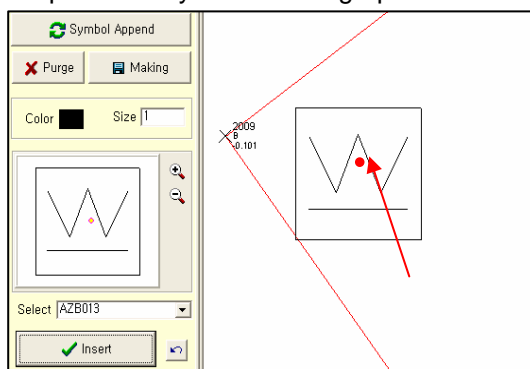 Symbol Append
Purge
Making
Color
Size 1
2009
B
-0.101
W
W
Select AZB013
Insert